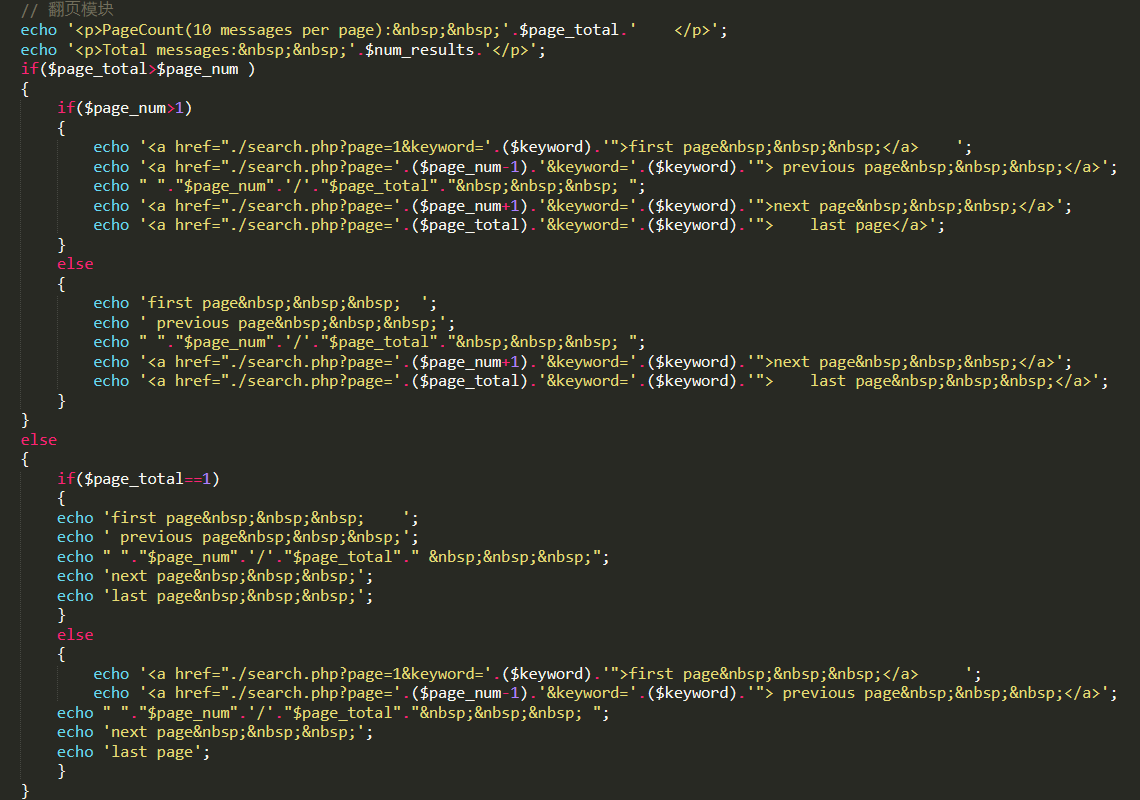 // 翻页模块
echo '<p>PageCount(10 messages per page):&nbsp;&nbsp;'.$page_total.'    </p>';
echo '<p>Total messages:&nbsp;&nbsp;'.$num_results.'</p>';
if($page_total>$page_num )
{
    if($page_num>1)
    {
        echo '<a href="./search.php?page=1&keyword='.($keyword).'">first page&nbsp;&nbsp;&nbsp;</a>    ';
        echo '<a href="./search.php?page='.($page_num-1).'&keyword='.($keyword).'"> previous page&nbsp;&nbsp;&nbsp;</a>';
        echo " "."$page_num".'/'."$page_total"."&nbsp;&nbsp;&nbsp; ";
        echo '<a href="./search.php?page='.($page_num+1).'&keyword='.($keyword).'">next page&nbsp;&nbsp;&nbsp;</a>';
        echo '<a href="./search.php?page='.($page_total).'&keyword='.($keyword).'">    last page</a>';
    }
    else
    {
        echo 'first page&nbsp;&nbsp;&nbsp;  ';
        echo ' previous page&nbsp;&nbsp;&nbsp;';
        echo " "."$page_num".'/'."$page_total"."&nbsp;&nbsp;&nbsp; ";
        echo '<a href="./search.php?page='.($page_num+1).'&keyword='.($keyword).'">next page&nbsp;&nbsp;&nbsp;</a>';
        echo '<a href="./search.php?page='.($page_total).'&keyword='.($keyword).'">    last page&nbsp;&nbsp;&nbsp;</a>';
    }
}
else
{
    if($page_total==1)
    {
    echo 'first page&nbsp;&nbsp;&nbsp;    ';
    echo ' previous page&nbsp;&nbsp;&nbsp;';
    echo " "."$page_num".'/'."$page_total"." &nbsp;&nbsp;&nbsp;";
    echo 'next page&nbsp;&nbsp;&nbsp;';
    echo 'last page&nbsp;&nbsp;&nbsp;';
    }
    else
    {
        echo '<a href="./search.php?page=1&keyword='.($keyword).'">first page&nbsp;&nbsp;&nbsp;</a>     ';
        echo '<a href="./search.php?page='.($page_num-1).'&keyword='.($keyword).'"> previous page&nbsp;&nbsp;&nbsp;</a>';
    echo " "."$page_num".'/'."$page_total"."&nbsp;&nbsp;&nbsp; ";
    echo 'next page&nbsp;&nbsp;&nbsp;';
    echo 'last page';
    }
}